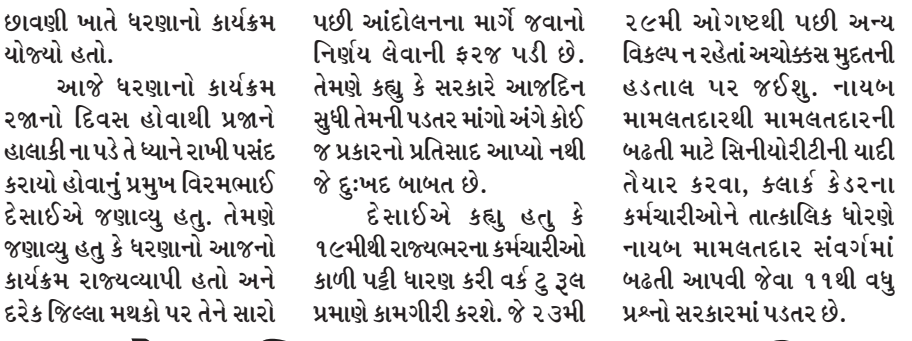 છાવણી ખાતે ધરણાનો કાર્યક્રમ
યોજ્યો હતો.
આજે ધરણાનો કાર્યક્રમ
રજાનો દિવસ હોવાથી પ્રજાને
હાલાકી ના પડે તે ધ્યાને રાખી પસંદ
કરાયો હોવાનું પ્રમુખ વિરમભાઈ
દેસાઈએ જણાવ્યુ હતુ. તેમણે
જણાવ્યુ હતુ કે ધરણાનો આજનો
કાર્યક્રમ રાજ્યવ્યાપી હતો અને
દરેક જિલ્લા મથકો પર તેને સારો
પછી આંદોલનના માર્ગે જવાનો
નિર્ણય લેવાની ફરજ પડી છે.
તેમણે કહ્યુ કે સરકારે આજદિન
સુધી તેમની પડતર માંગો અંગે કોઈ
જ પ્રકારનો પ્રતિસાદ આપ્યો નથી
જે દુઃખદ બાબત છે.
દેસાઈએ કહ્યુ હતુ કે
૧૯મીથી રાજ્યભરના કર્મચારીઓ
કાળી પટ્ટી ધારણ કરી વર્ક ટુ રૂલ
પ્રમાણે કામગીરી કરશે. જે ૨૩મી
૨૯મી ઓગષ્ટથી પછી અન્ય
વિકલ્પ ન રહેતાં અચોક્કસ મુદતની
હડતાલ પર જઈશુ. નાયબ
મામલતદારથી મામલતદારની
બઢતી માટે સિનીયોરીટીની યાદી
તૈયાર કરવા, ક્લાર્ક કેડરના
કર્મચારીઓને તાત્કાલિક ધોરણે
નાયબ મામલતદાર સંવર્ગમાં
બઢતી આપવી જેવા ૧૧થી વધુ
પ્રશ્નો સરકારમાં પડતર છે.